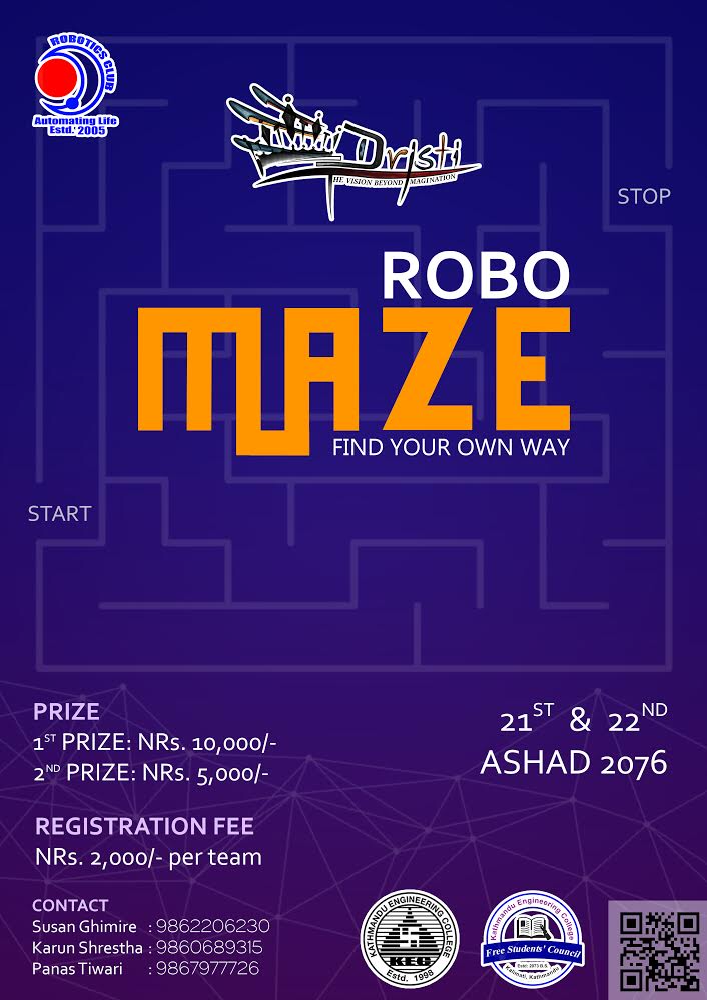 ROBOTICS CLUB
Automating Life
Estd.' 2005
Dristi
THE VISION BEYOND IMAGINATION
STOP
ROBO
MAZE
FIND YOUR OWN WAY
START
PRIZE
1ST PRIZE: NRs. 10,000/-
2ND PRIZE: NRs. 5,000/-
21ST & 22ND
ASHAD 2076
REGISTRATION FEE
NRs. 2,000/- per team
CONTACT
Susan Ghimire : 9862206230
Karun Shrestha : 9860689315
Panas Tiwari : 9867977726
KATHMANDU ENGINEERING COLLEGE
KEC
Estd. 1998
Kathmandu Engineering College
Free Students' Council
Estd: 2073 B.S.
Kalimati, Kathmandu